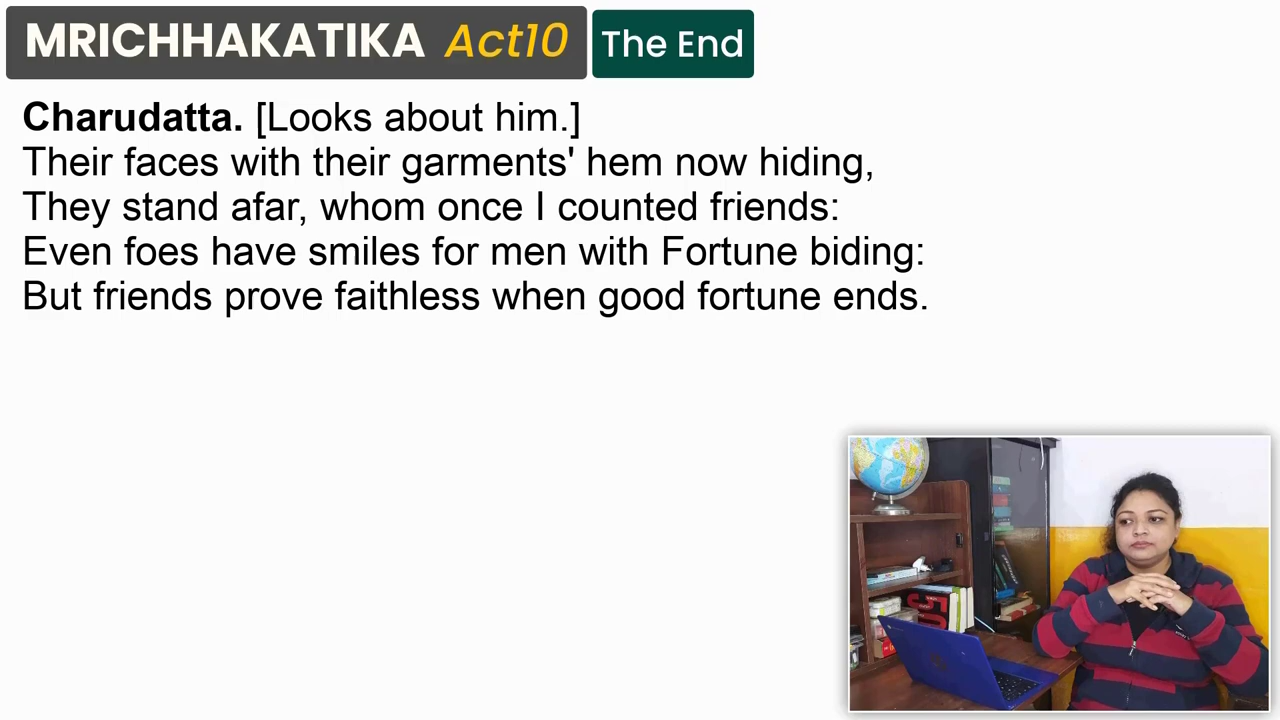 MRICHHAKATIKA Act10 The End
Charudatta. [Looks about him.]
Their faces with their garments' hem now hiding,
They stand afar, whom once I counted friends:
Even foes have smiles for men with Fortune biding:
But friends prove faithless when good fortune ends.